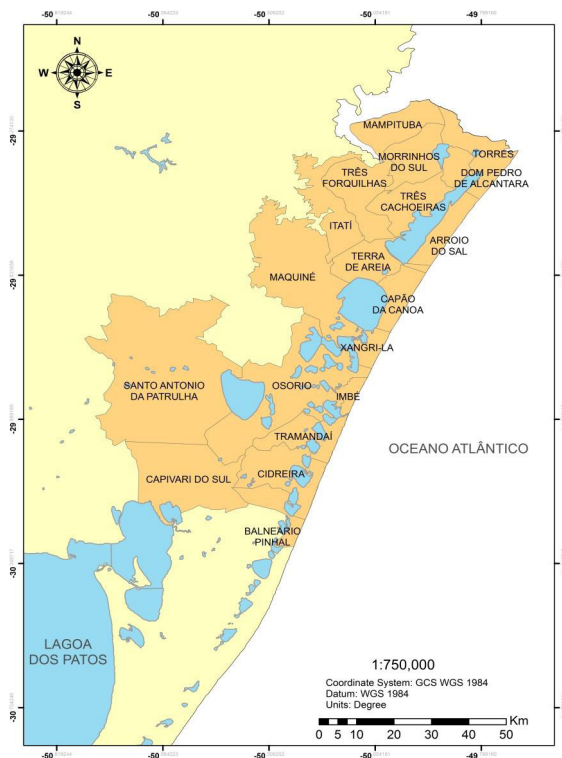 -50
-50
-50
-50
-49
N
W
E
S
-29
MAMPITUBA
MORRINHOS
DO SUL
TORRES
TRÊS
FORQUILHAS
DOM PEDRO
DE ALCANTARA
TRÊS
CACHOEIRAS
ITATÍ
ARROIO
DO SAL
TERRA
DE AREIA
-29
MAQUINÉ
CAPÃO
DA CANOA
XANGRI-LA
SANTO ANTONIO
DA PATRULHA
OSORIO
IMBÉ
-29
TRAMANDAÍ
OCEANO ATLÂNTICO
CIDREIRA
CAPIVARI DO SUL
BALNEARIO
PINHAL
-30
LAGOA
DOS PATOS
1:750,000
Coordinate System: GCS WGS 1984
Datum: WGS 1984
Units: Degree
Km
0 5 10 20 30 40 50
-30
-50
-50
-50
-50
-49